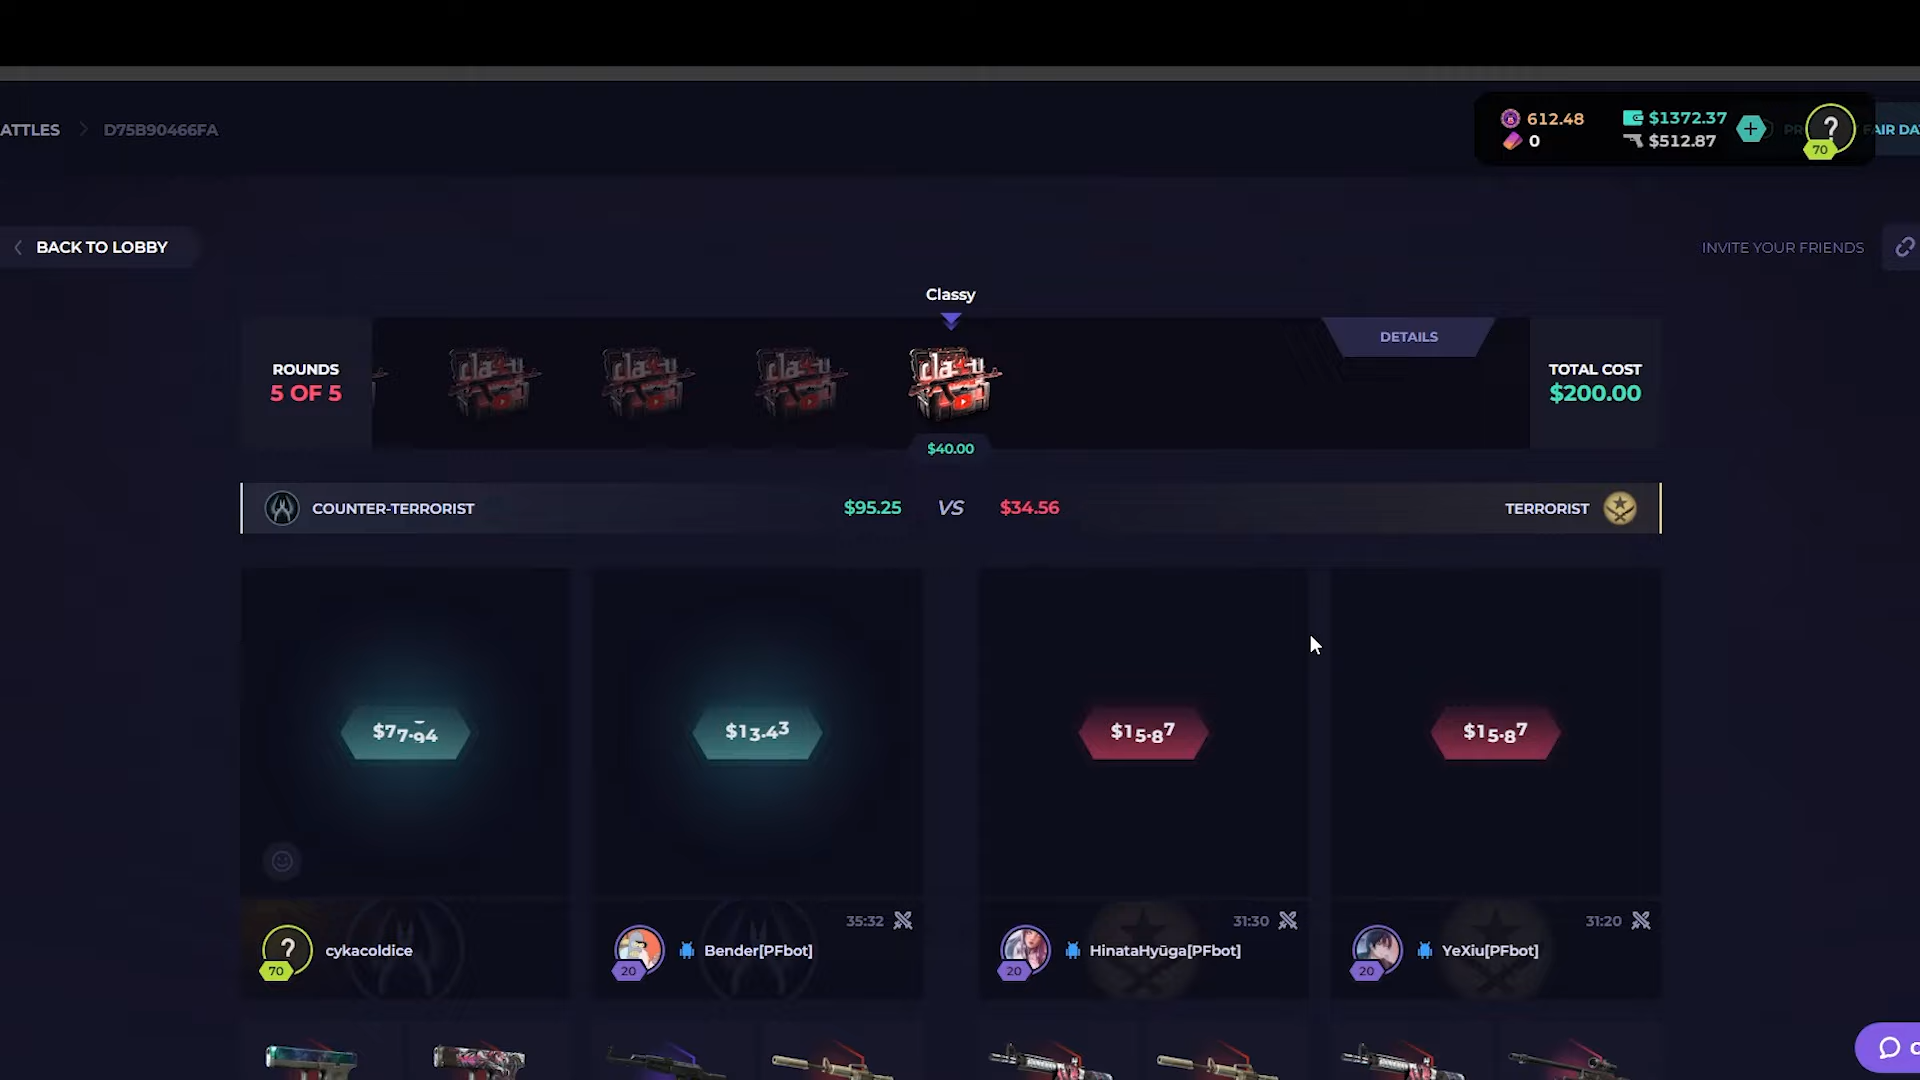 ATTLES > D75B90466FA
612.48
$1372.37
0
$512.87
FAIR DA
70
BACK TO LOBBY
INVITE YOUR FRIENDS
Classy
DETAILS
ROUNDS
5 OF 5
TOTAL COST
$200.00
$40.00
COUNTER-TERRORIST
$95.25 VS $34.56
TERRORIST
$13.43
$15.87
$15.87
35:32
31:30
31:20
?
cykacoldice
70
Bender[PFbot]
20
HinataHyūga[PFbot]
20
YeXiu[PFbot]
20